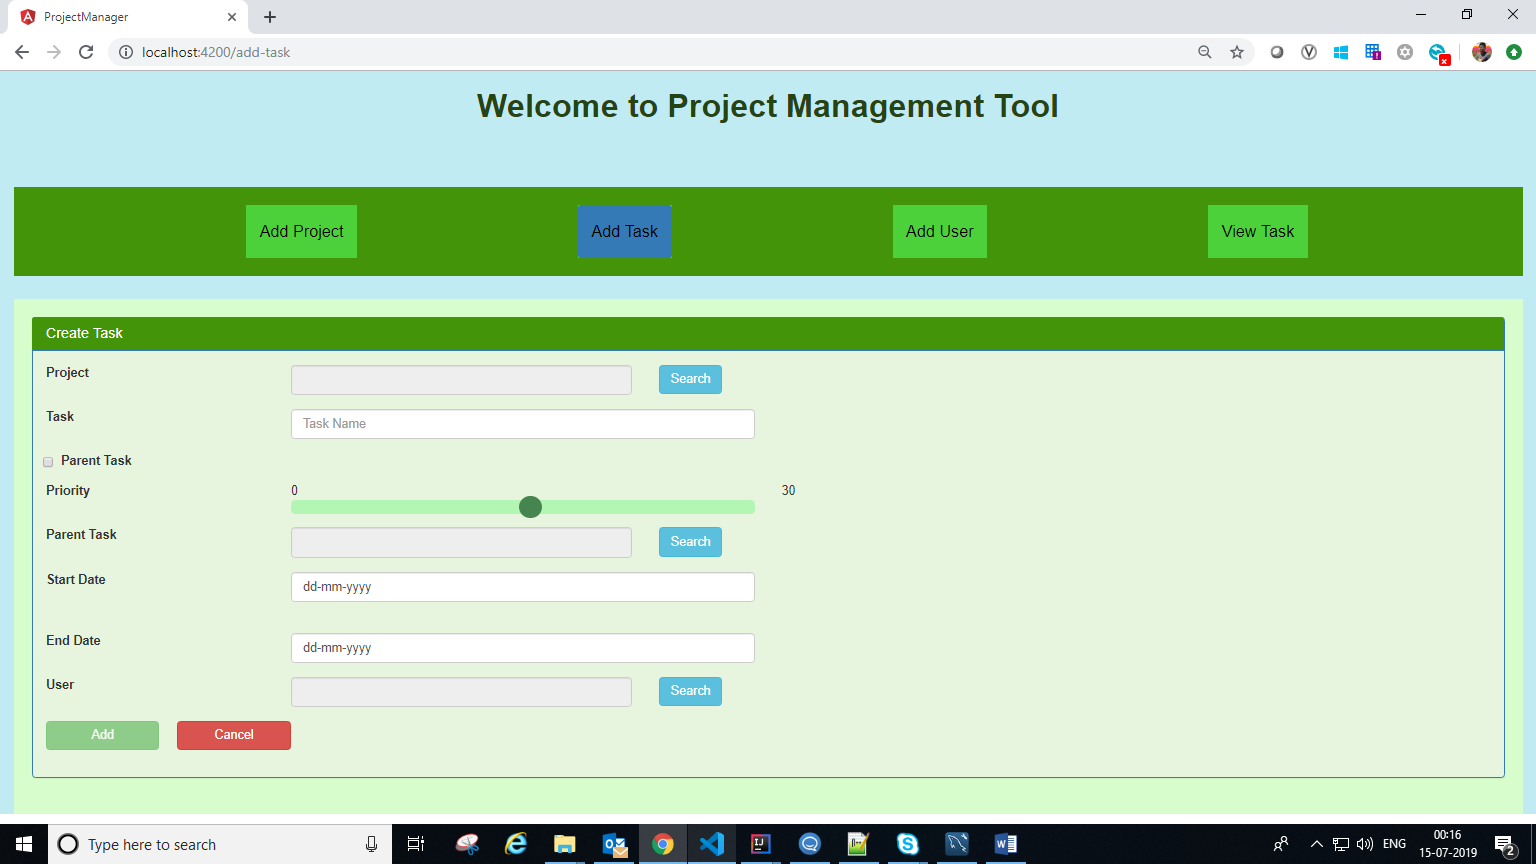 ProjectManager
localhost:4200/add-task
Welcome to Project Management Tool
Add Project
Add Task
Add User
View Task
Create Task
Project
Search
Task
Task Name
Parent Task
Priority
0
30
Parent Task
Search
Start Date
dd-mm-yyyy
End Date
dd-mm-yyyy
User
Search
Add
Cancel
Type here to search
ENG
00:16
15-07-2019
2